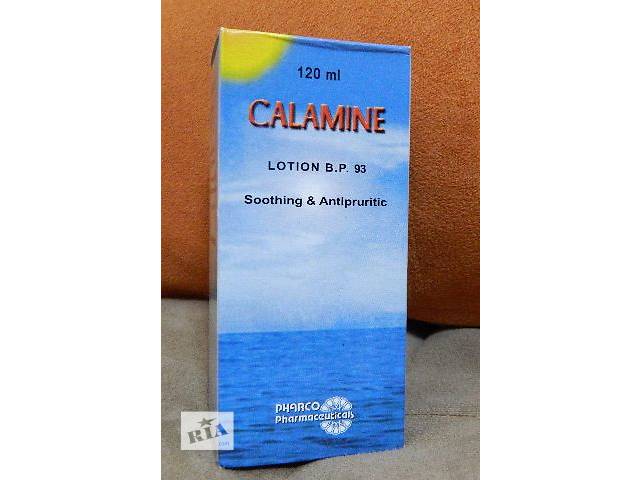 120 ml
CALAMINE
LOTION B.P. 93
Soothing & Antipruritic
PHARCO
Pharmaceuticals
RIA
.com